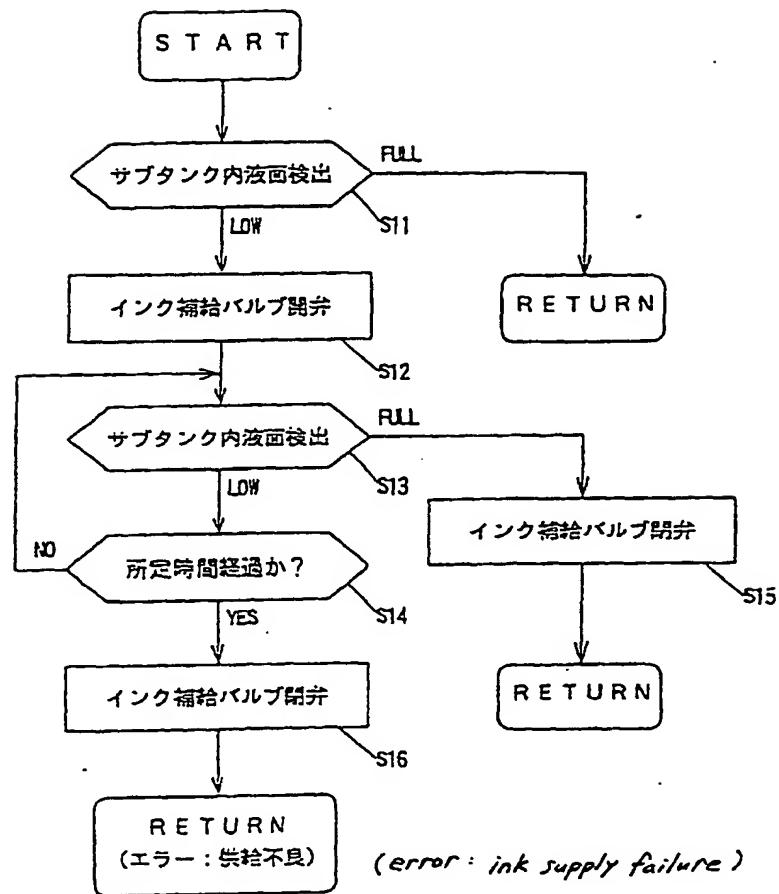 START
サブタンク内液面検出
FULL
S11
LOW
RETURN
インク補給バルブ開弁
S12
サブタンク内液面検出
FULL
S13
LOW
インク補給バルブ閉弁
S15
NO
所定時間経過か?
S14
YES
RETURN
インク補給バルブ閉弁
S16
RETURN
(エラー:供給不良)
(error: ink supply failure)